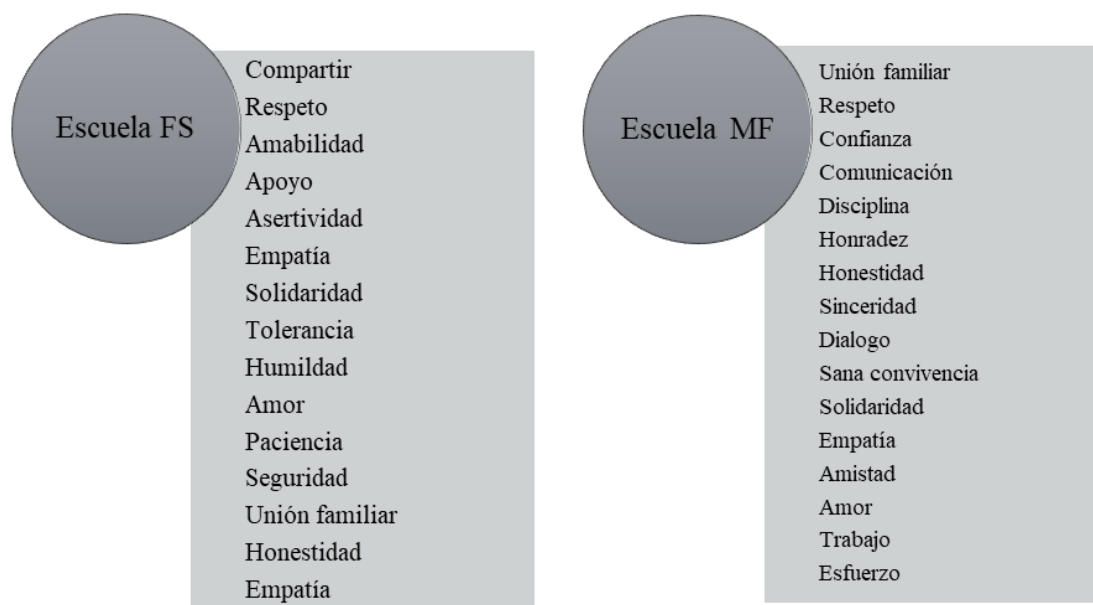 Escuela FS
Compartir
Respeto
Amabilidad
Apoyo
Asertividad
Empatía
Solidaridad
Tolerancia
Humildad
Amor
Paciencia
Seguridad
Unión familiar
Honestidad
Empatía
Escuela MF
Unión familiar
Respeto
Confianza
Comunicación
Disciplina
Honradez
Honestidad
Sinceridad
Dialogo
Sana convivencia
Solidaridad
Empatía
Amistad
Amor
Trabajo
Esfuerzo